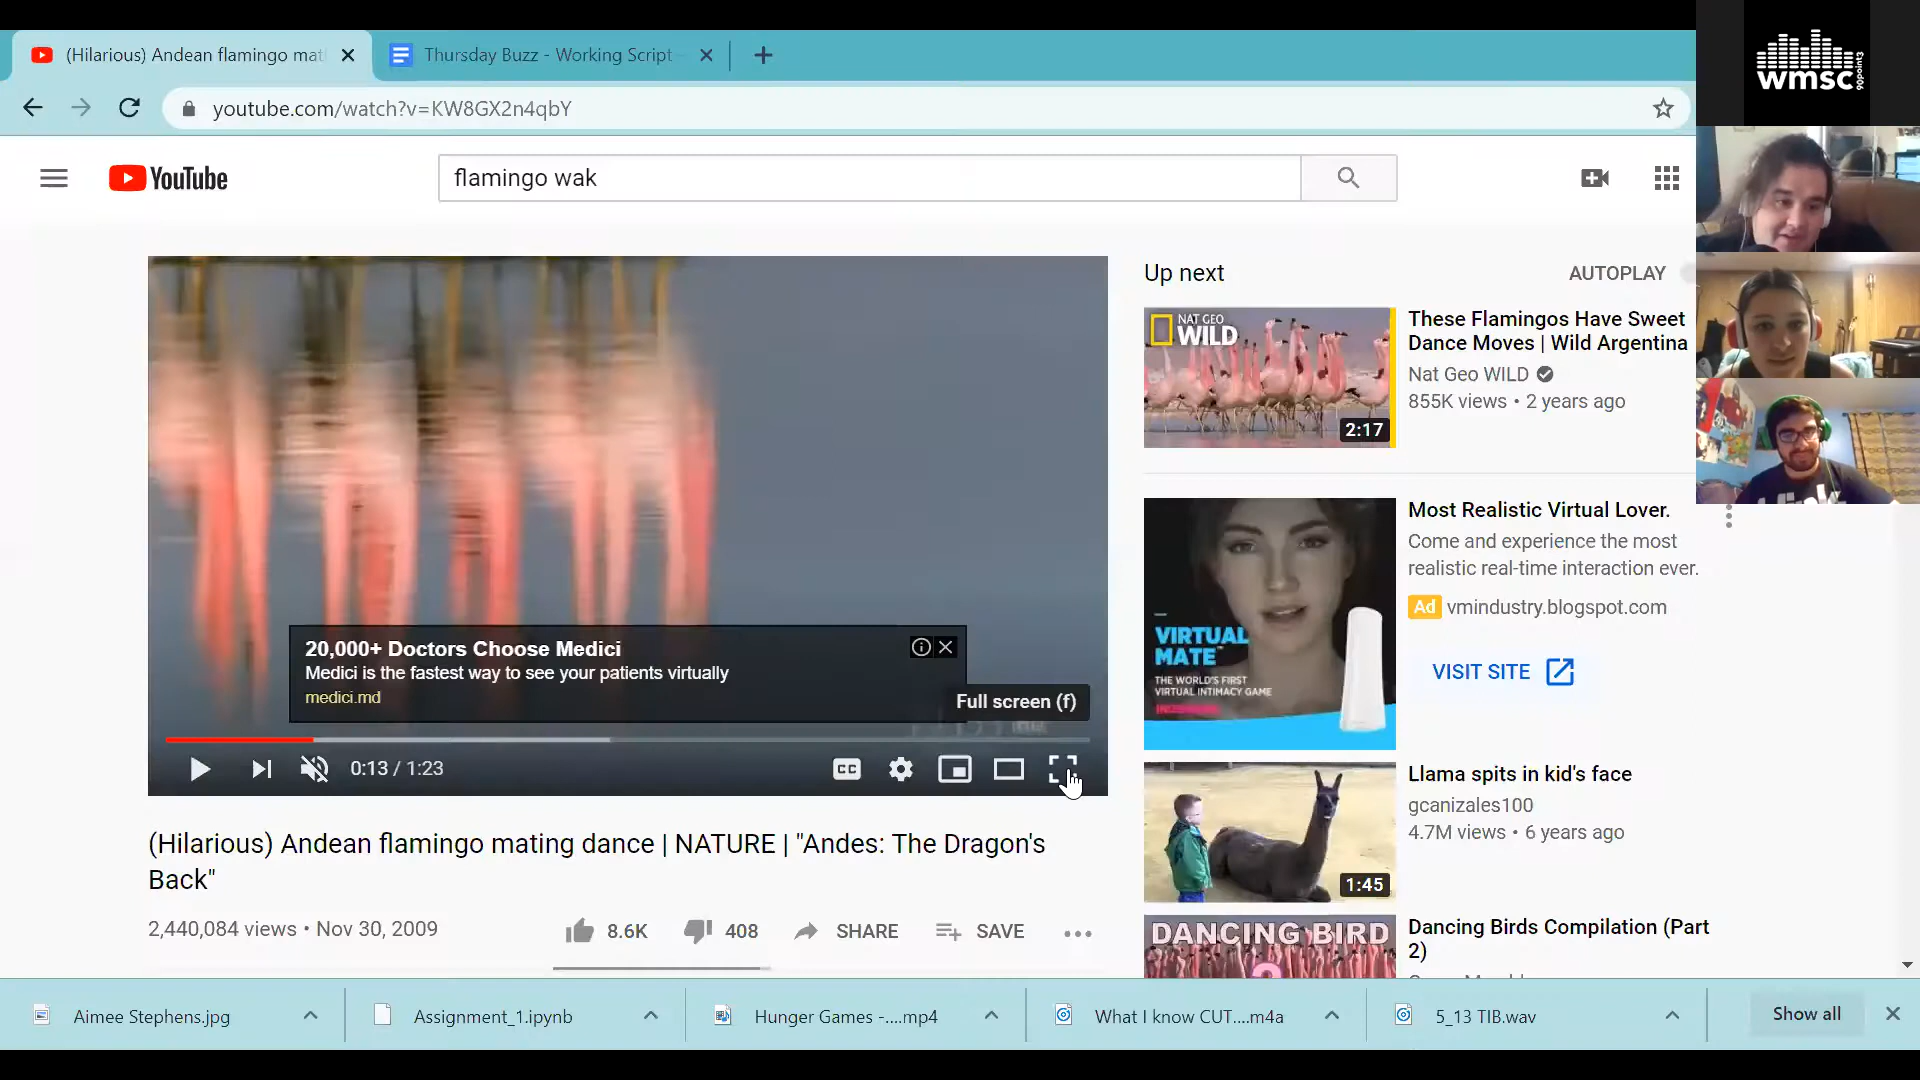 (Hilarious) Andean flamingo mat
Thursday Buzz - Working Script
youtube.com/watch?v=KW8GX2n4qbY
wmsc
90point3
YouTube
flamingo wak
Up next
AUTOPLAY
NAT GEO
WILD
2:17
These Flamingos Have Sweet
Dance Moves | Wild Argentina
Nat Geo WILD
855K views • 2 years ago
VIRTUAL
MATE
THE WORLD'S FIRST
VIRTUAL INTIMACY GAME
Most Realistic Virtual Lover.
Come and experience the most
realistic real-time interaction ever.
Ad vmindustry.blogspot.com
VISIT SITE
20,000+ Doctors Choose Medici
Medici is the fastest way to see your patients virtually
medici.md
Full screen (f)
0:13 / 1:23
CC
Llama spits in kid's face
gcanizales100
4.7M views • 6 years ago
1:45
(Hilarious) Andean flamingo mating dance | NATURE | "Andes: The Dragon's
Back"
2,440,084 views • Nov 30, 2009
8.6K
408
SHARE
SAVE
DANCING BIRD
2
Dancing Birds Compilation (Part
2)
Aimee Stephens.jpg
Assignment_1.ipynb
Hunger Games -....mp4
What I know CUT....m4a
5_13 TIB.wav
Show all